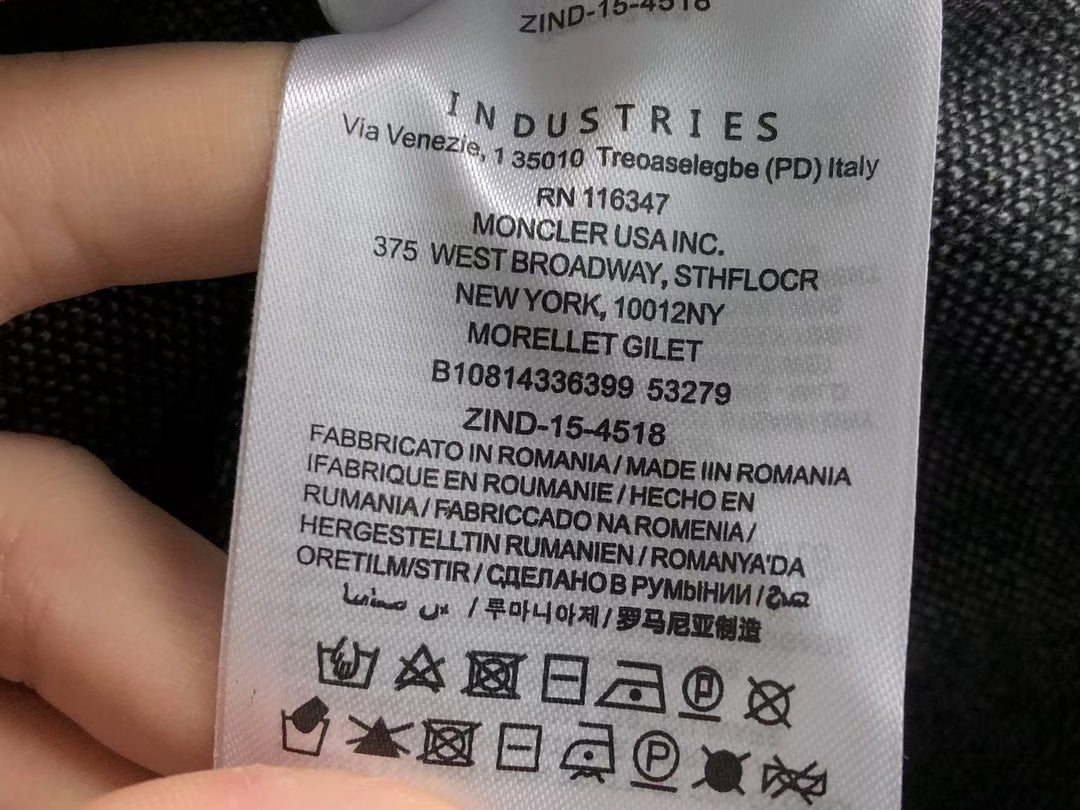 ZIND-15-4518
INDUSTRIES
Via Venezie, 1 35010 Treoaselegbe (PD) Italy
RN 116347
MONCLER USA INC.
375 WEST BROADWAY, STHFLOCR
NEW YORK, 10012NY
MORELLET GILET
B10814336399 53279
ZIND-15-4518
FABBRICATO IN ROMANIA / MADE IIN ROMANIA
IFABRIQUE EN ROUMANIE / HECHO EN
RUMANIA / FABRICCADO NA ROMENIA /
HERGESTELLTIN RUMANIEN / ROMANYA'DA
ORETILM/STIR / СДЕЛАНО В РУМЫНИИ /
/ 루마니아제 / 罗马尼亚制造
P
P